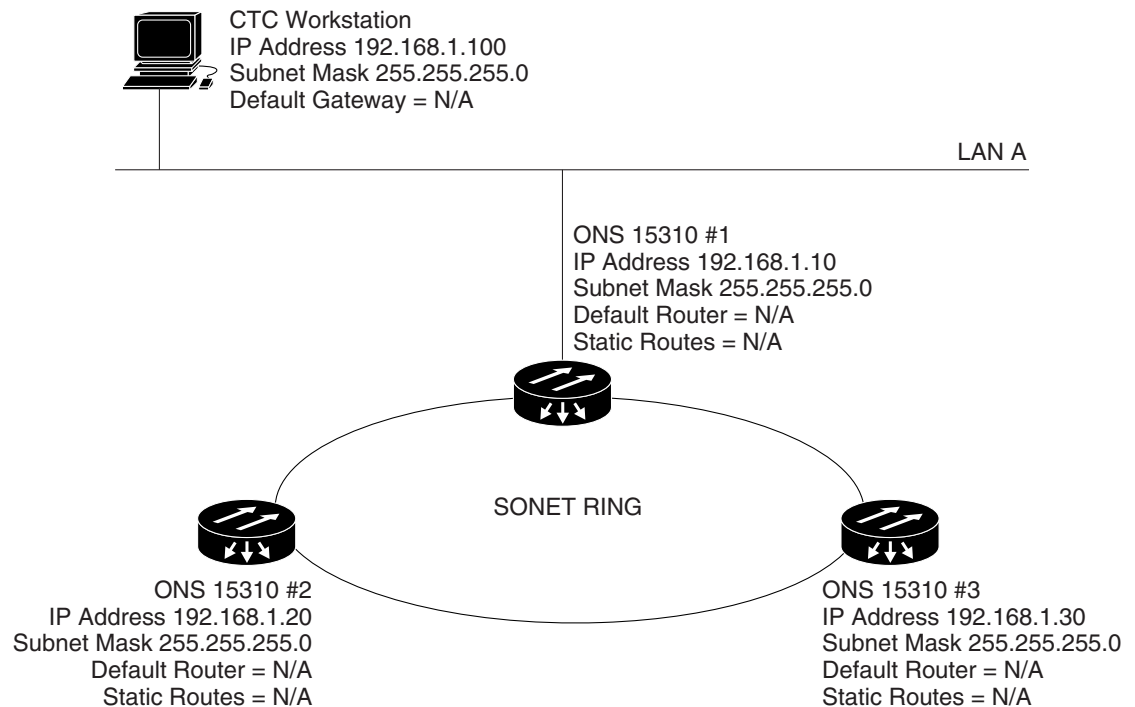 CTC Workstation
IP Address 192.168.1.100
Subnet Mask 255.255.255.0
Default Gateway = N/A
LAN A
ONS 15310 #1
IP Address 192.168.1.10
Subnet Mask 255.255.255.0
Default Router = N/A
Static Routes = N/A
SONET RING
ONS 15310 #2
IP Address 192.168.1.20
Subnet Mask 255.255.255.0
Default Router = N/A
Static Routes = N/A
ONS 15310 #3
IP Address 192.168.1.30
Subnet Mask 255.255.255.0
Default Router = N/A
Static Routes = N/A